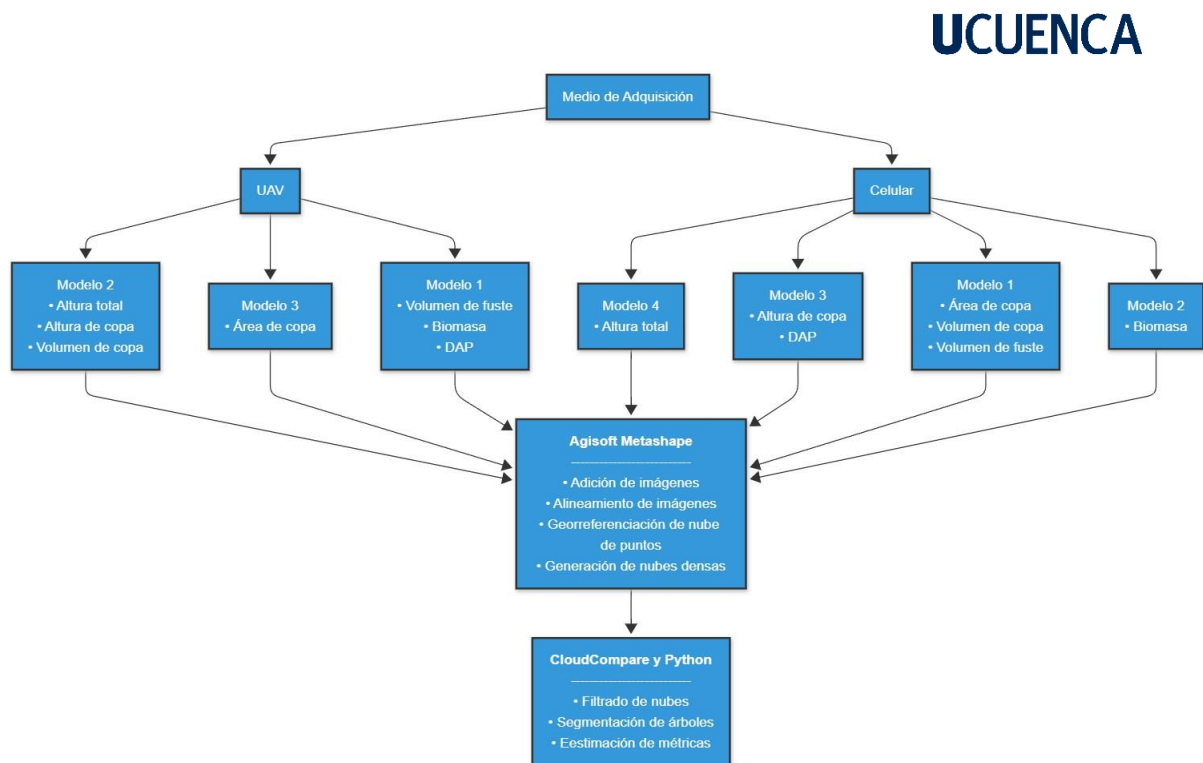 UCUENCA
Medio de Adquisición
UAV
Celular
Modelo 2
• Altura total
• Altura de copa
• Volumen de copa
Modelo 3
• Área de copa
Modelo 1
• Volumen de fuste
• Biomasa
• DAP
Modelo 4
• Altura total
Modelo 3
• Altura de copa
• DAP
Modelo 1
• Área de copa
• Volumen de copa
• Volumen de fuste
Modelo 2
• Biomasa
Agisoft Metashape
------------------------------
• Adición de imágenes
• Alineamiento de imágenes
• Georreferenciación de nube
de puntos
• Generación de nubes densas
CloudCompare y Python
------------------------------
• Filtrado de nubes
• Segmentación de árboles
• Eestimación de métricas